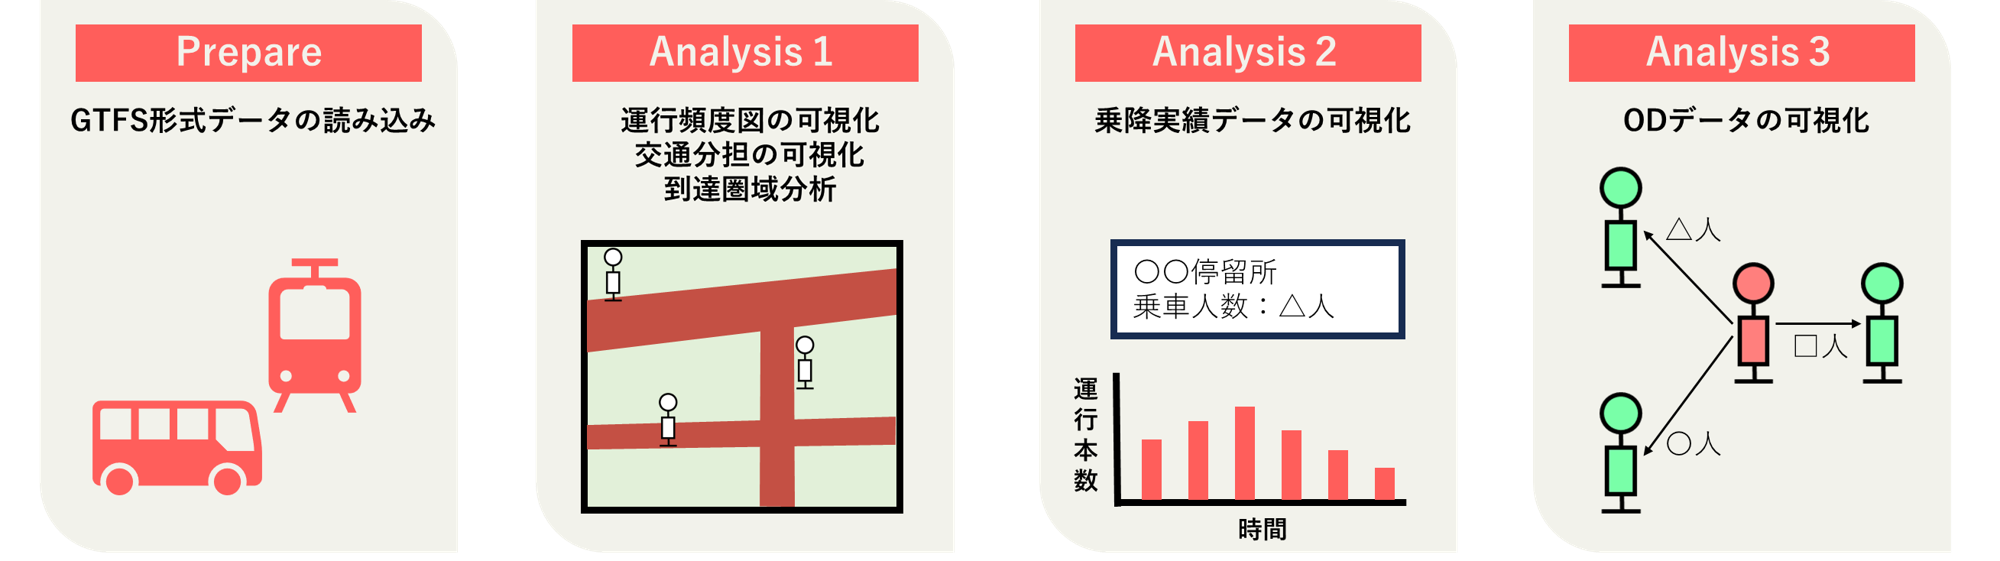 Prepare
GTFS形式データの読み込み
Analysis 1
運行頻度図の可視化
交通分担の可視化
到達圏域分析
Analysis 2
乗降実績データの可視化
〇〇停留所
乗車人数：△人
運行本数
時間
Analysis 3
ODデータの可視化
△人
□人
〇人